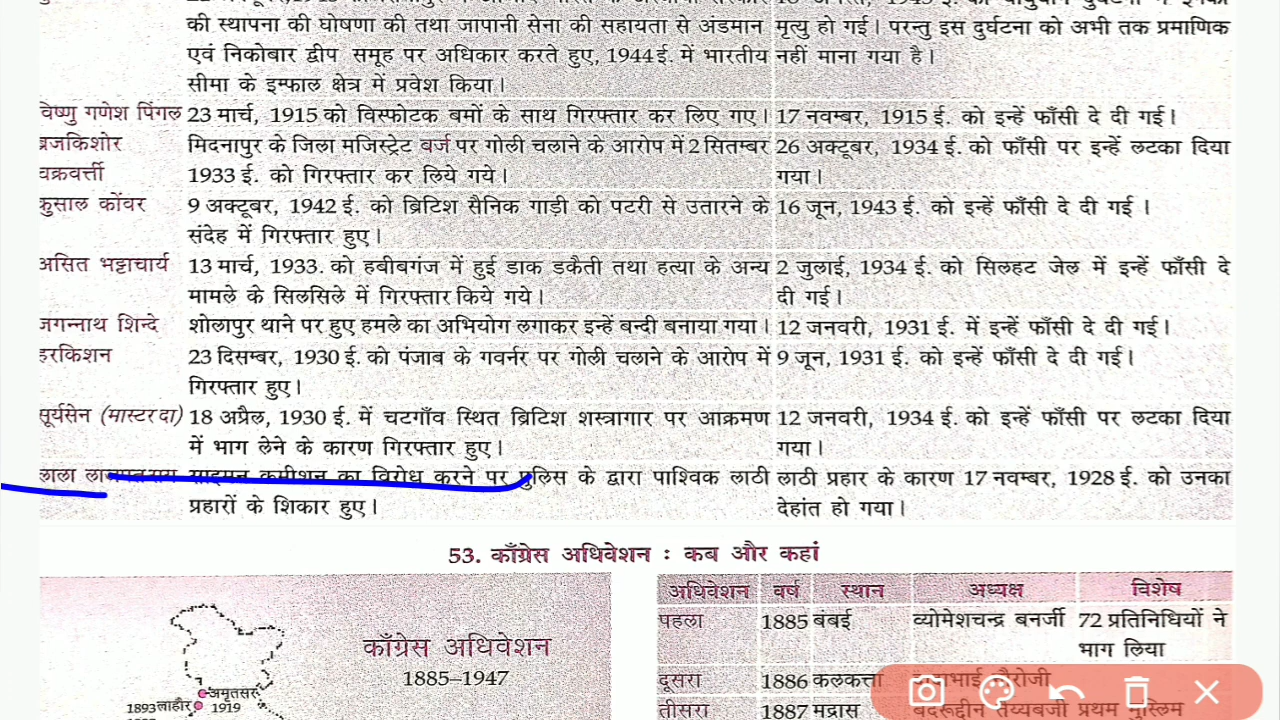 की स्थापना की घोषणा की तथा जापानी सेना की सहायता से अंडमान मृत्यु हो गई। परन्तु इस दुर्घटना को अभी तक प्रमाणिक
एवं निकोबार द्वीप समूह पर अधिकार करते हुए, 1944 ई. में भारतीय नहीं माना गया है।
सीमा के इम्फाल क्षेत्र में प्रवेश किया।
विष्णु गणेश पिंगल 23 मार्च, 1915 को विस्फोटक बमों के साथ गिरफ्तार कर लिए गए। 17 नवम्बर, 1915 ई. को इन्हें फाँसी दे दी गई।
ब्रजकिशोर मिदनापुर के जिला मजिस्ट्रेट बर्ज पर गोली चलाने के आरोप में 2 सितम्बर 26 अक्टूबर, 1934 ई. को फाँसी पर इन्हें लटका दिया
चक्रवर्त्ती 1933 ई. को गिरफ्तार कर लिये गये। गया।
कुसाल कोंवर 9 अक्टूबर, 1942 ई. को ब्रिटिश सैनिक गाड़ी को पटरी से उतारने के 16 जून, 1943 ई. को इन्हें फाँसी दे दी गई ।
संदेह में गिरफ्तार हुए।
असित भट्टाचार्य 13 मार्च, 1933. को हबीबगंज में हुई डाक डकैती तथा हत्या के अन्य 2 जुलाई, 1934 ई. को सिलहट जेल में इन्हें फाँसी दे
मामले के सिलसिले में गिरफ्तार किये गये। दी गई।
जगन्नाथ शिन्दे शोलापुर थाने पर हुए हमले का अभियोग लगाकर इन्हें बन्दी बनाया गया। 12 जनवरी, 1931 ई. में इन्हें फाँसी दे दी गई।
हरकिशन 23 दिसम्बर, 1930 ई. को पंजाब के गवर्नर पर गोली चलाने के आरोप में 9 जून, 1931 ई. को इन्हें फाँसी दे दी गई।
गिरफ्तार हुए।
सूर्यसेन (मास्टर दा) 18 अप्रैल, 1930 ई. में चटगाँव स्थित ब्रिटिश शस्त्रागार पर आक्रमण 12 जनवरी, 1934 ई. को इन्हें फाँसी पर लटका दिया
में भाग लेने के कारण गिरफ्तार हुए। गया।
लाला लाजपत राय साइमन कमीशन का विरोध करने पर पुलिस के द्वारा पाश्विक लाठी लाठी प्रहार के कारण 17 नवम्बर, 1928 ई. को उनका
प्रहारों के शिकार हुए। देहांत हो गया।
53. काँग्रेस अधिवेशन : कब और कहां
काँग्रेस अधिवेशन
1885–1947
अमृतसर
1893 लाहौर 1919
अधिवेशन वर्ष स्थान अध्यक्ष विशेष
पहला 1885 बंबई व्योमेशचन्द्र बनर्जी 72 प्रतिनिधियों ने
भाग लिया
दूसरा 1886 कलकत्ता दादाभाई नौरोजी
तीसरा 1887 मद्रास बदरूद्दीन तैय्यबजी प्रथम मुस्लिम